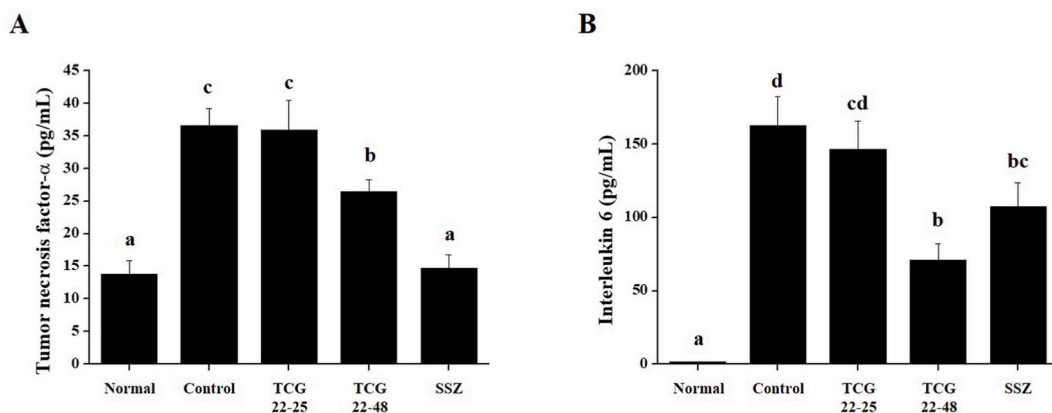 A
Tumor necrosis factor-α (pg/mL)
45
40
35
30
25
20
15
10
5
0
a
c
c
b
a
Normal
Control
TCG
22-25
TCG
22-48
SSZ
B
Interleukin 6 (pg/mL)
200
150
100
50
0
a
d
cd
b
bc
Normal
Control
TCG
22-25
TCG
22-48
SSZ